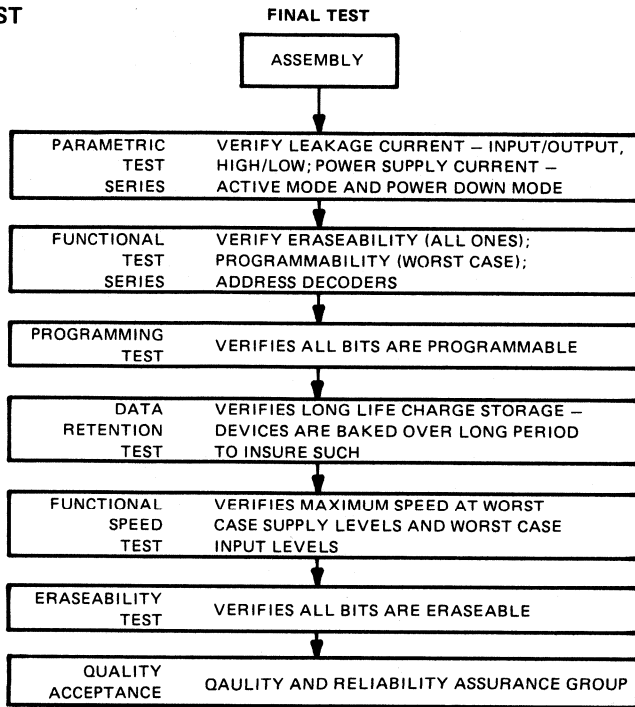 ST
FINAL TEST
ASSEMBLY
PARAMETRIC
TEST
SERIES
VERIFY LEAKAGE CURRENT – INPUT/OUTPUT,
HIGH/LOW; POWER SUPPLY CURRENT –
ACTIVE MODE AND POWER DOWN MODE
FUNCTIONAL
TEST
SERIES
VERIFY ERASEABILITY (ALL ONES);
PROGRAMMABILITY (WORST CASE);
ADDRESS DECODERS
PROGRAMMING
TEST
VERIFIES ALL BITS ARE PROGRAMMABLE
DATA
RETENTION
TEST
VERIFIES LONG LIFE CHARGE STORAGE –
DEVICES ARE BAKED OVER LONG PERIOD
TO INSURE SUCH
FUNCTIONAL
SPEED
TEST
VERIFIES MAXIMUM SPEED AT WORST
CASE SUPPLY LEVELS AND WORST CASE
INPUT LEVELS
ERASEABILITY
TEST
VERIFIES ALL BITS ARE ERASEABLE
QUALITY
ACCEPTANCE
QAULITY AND RELIABILITY ASSURANCE GROUP